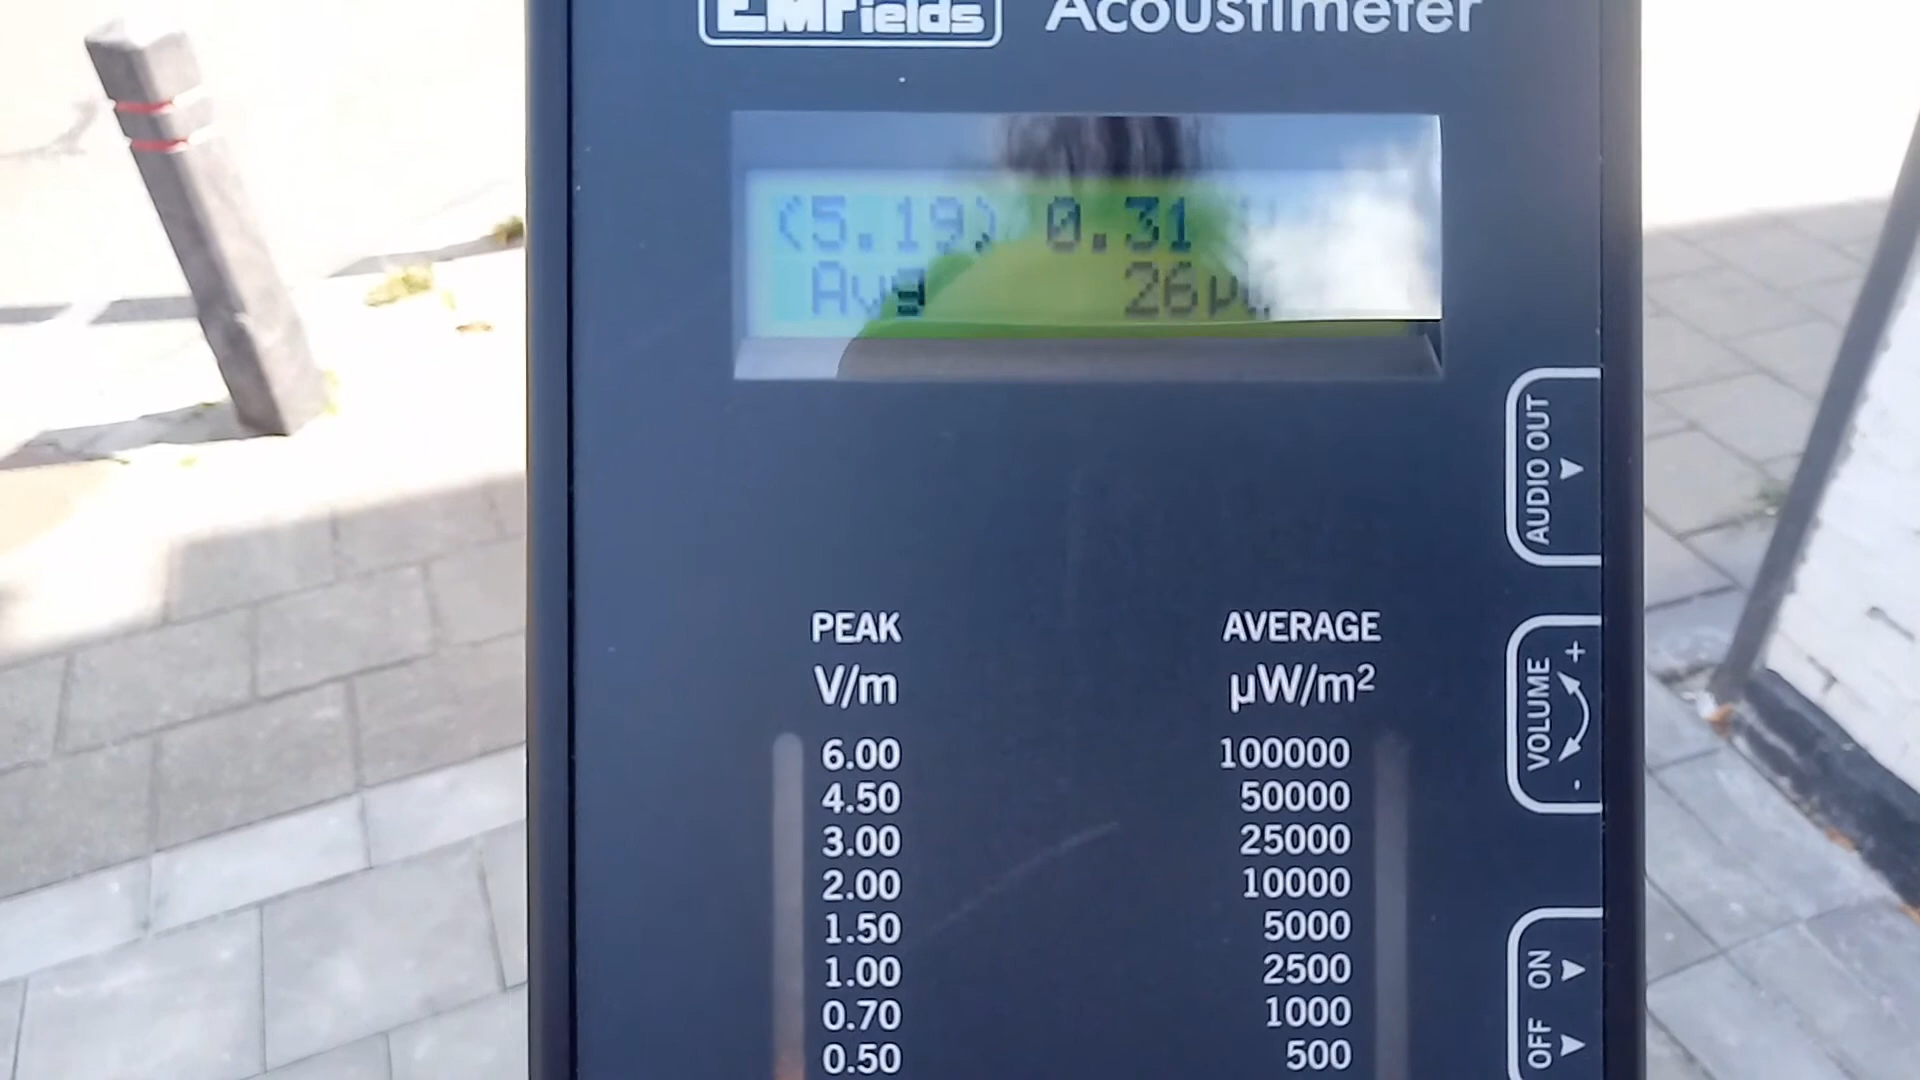 EMFields Acoustimeter
(5.19) 0.31
Avg 26µ
AUDIO OUT
PEAK AVERAGE
V/m µW/m²
VOLUME - +
6.00 100000
4.50 50000
3.00 25000
2.00 10000
1.50 5000
1.00 2500
0.70 1000
0.50 500
OFF ON